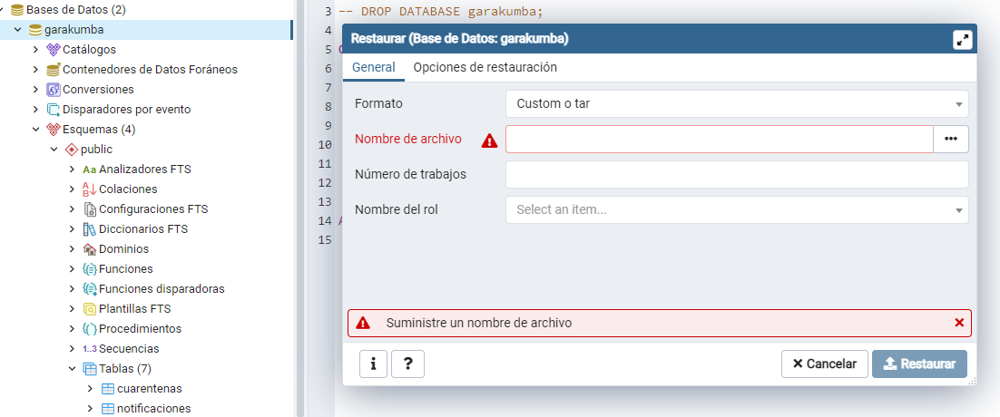 Bases de Datos (2)
garakumba
Catálogos
Contenedores de Datos Foráneos
Conversiones
Disparadores por evento
Esquemas (4)
public
Aa Analizadores FTS
Colaciones
Configuraciones FTS
Diccionarios FTS
Dominios
Funciones
Funciones disparadoras
Plantillas FTS
Procedimientos
1..3 Secuencias
Tablas (7)
cuarentenas
notificaciones
3 -- DROP DATABASE garakumba;
4
5
6
7
8
9
10
11
12
13
14
15
Restaurar (Base de Datos: garakumba)
General Opciones de restauración
Formato Custom o tar
Nombre de archivo •••
Número de trabajos
Nombre del rol Select an item...
Suministre un nombre de archivo
i ? Cancelar Restaurar